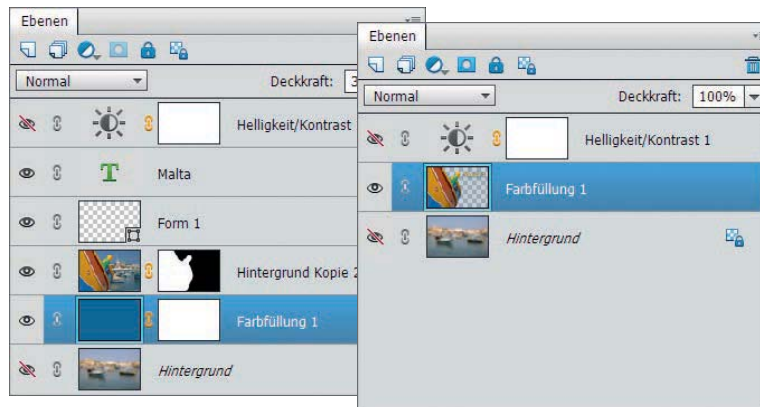 Ebenen
Normal
Deckkraft:
Helligkeit/Kontrast
Malta
Form 1
Hintergrund Kopie 2
Farbfüllung 1
Hintergrund
Ebenen
Normal
Deckkraft: 100%
Helligkeit/Kontrast 1
Farbfüllung 1
Hintergrund